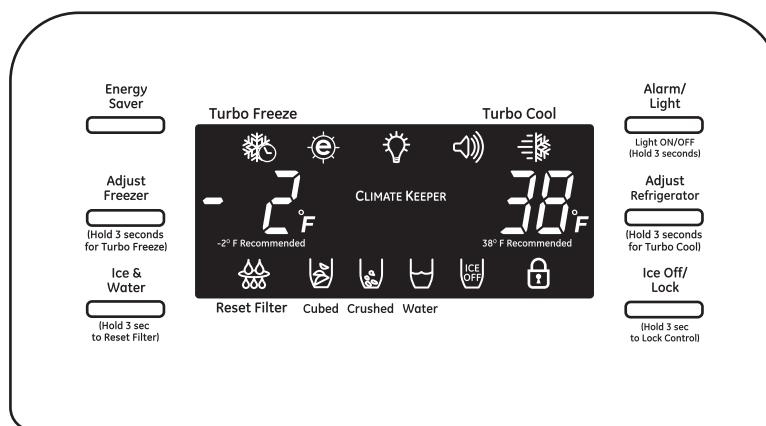 Energy
Saver
Adjust
Freezer
(Hold 3 seconds
for Turbo Freeze)
Ice &
Water
(Hold 3 sec
to Reset Filter)
Turbo Freeze
Turbo Cool
e
-2°F
CLIMATE KEEPER
38°F
-2° F Recommended
38° F Recommended
ICE
OFF
Reset Filter
Cubed
Crushed
Water
Alarm/
Light
Light ON/OFF
(Hold 3 seconds)
Adjust
Refrigerator
(Hold 3 seconds
for Turbo Cool)
Ice Off/
Lock
(Hold 3 sec
to Lock Control)